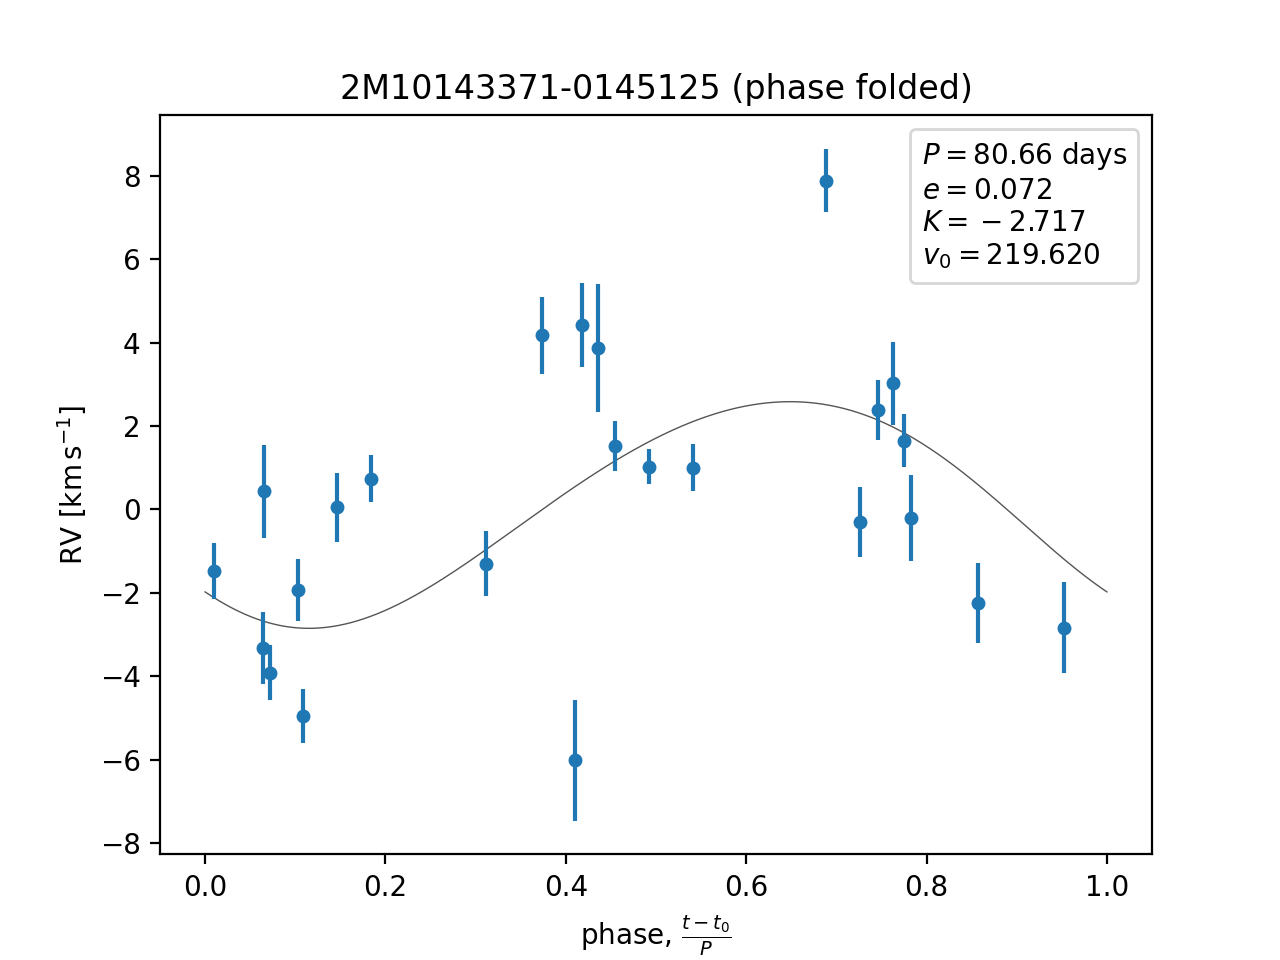 2M10143371-0145125 (phase folded)
P = 80.66 days
e = 0.072
K = −2.717
v₀ = 219.620
RV [km s⁻¹]
8
6
4
2
0
−2
−4
−6
−8
0.0 0.2 0.4 0.6 0.8 1.0
phase, (t − t₀)/P